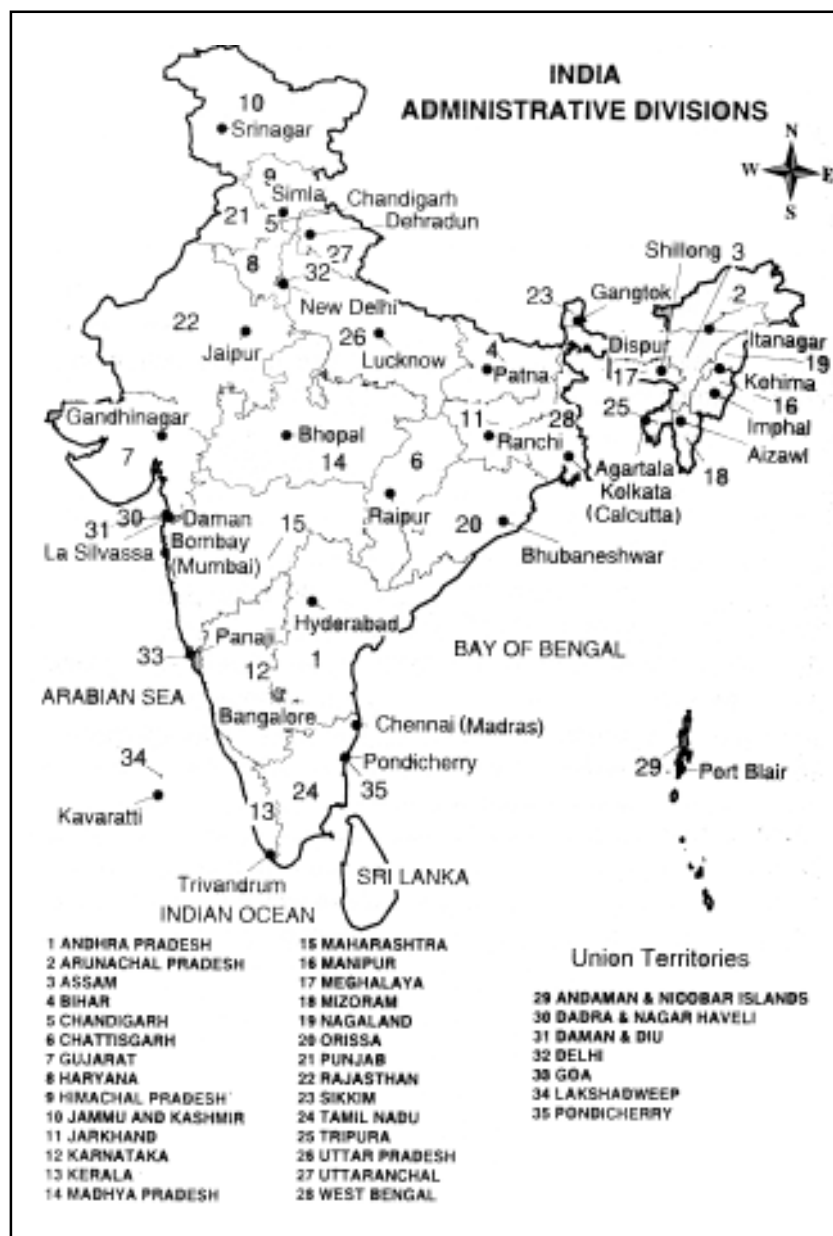 INDIA
ADMINISTRATIVE DIVISIONS
N
W E
S
10
Srinagar
9
Simla
Chandigarh
21
5
Dehradun
27
8
32
New Delhi
22
Jaipur
26
Lucknow
Shillong 3
23
Gangtok
2
4
Patna
Dispur
Itanagar
17
19
Kohima
16
Imphal
Gandhinagar
7
Bhopal
14
11
Ranchi
28
25
Agartala
Aizawl
18
6
Kolkata
(Calcutta)
Raipur
20
Bhubaneshwar
30
31
Daman
15
La Silvassa
Bombay
(Mumbai)
Hyderabad
Panaji
33
12
1
BAY OF BENGAL
ARABIAN SEA
Bangalore
Chennai (Madras)
34
Pondicherry
35
29
Port Blair
Kavaratti
13
24
Trivandrum
SRI LANKA
INDIAN OCEAN
1 ANDHRA PRADESH
2 ARUNACHAL PRADESH
3 ASSAM
4 BIHAR
5 CHANDIGARH
6 CHATTISGARH
7 GUJARAT
8 HARYANA
9 HIMACHAL PRADESH
10 JAMMU AND KASHMIR
11 JARKHAND
12 KARNATAKA
13 KERALA
14 MADHYA PRADESH
15 MAHARASHTRA
16 MANIPUR
17 MEGHALAYA
18 MIZORAM
19 NAGALAND
20 ORISSA
21 PUNJAB
22 RAJASTHAN
23 SIKKIM
24 TAMIL NADU
25 TRIPURA
26 UTTAR PRADESH
27 UTTARANCHAL
28 WEST BENGAL
Union Territories
29 ANDAMAN & NICOBAR ISLANDS
30 DADRA & NAGAR HAVELI
31 DAMAN & DIU
32 DELHI
33 GOA
34 LAKSHADWEEP
35 PONDICHERRY